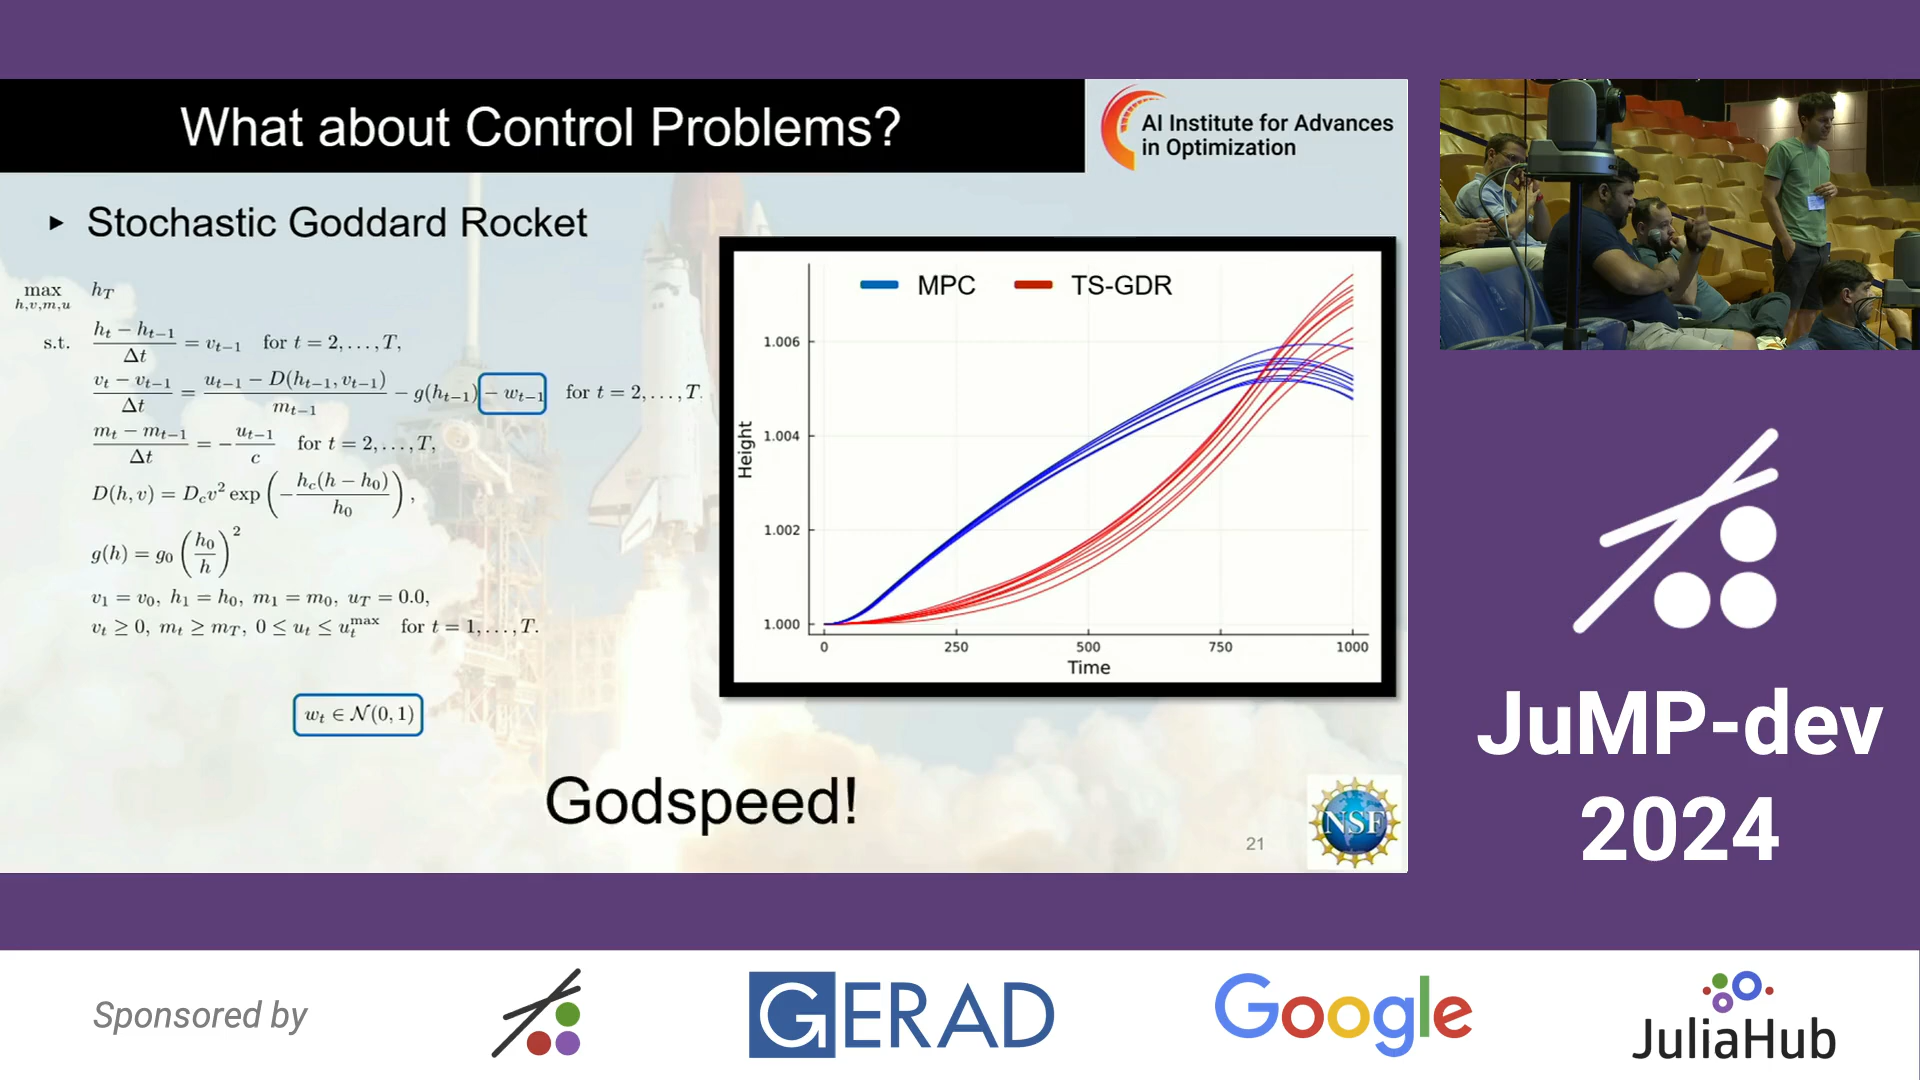 What about Control Problems?
AI Institute for Advances
in Optimization
▸ Stochastic Goddard Rocket
max h_T
h,v,m,u
s.t. (h_t − h_{t−1})/Δt = v_{t−1} for t = 2, . . . , T,
(v_t − v_{t−1})/Δt = (u_{t−1} − D(h_{t−1}, v_{t−1}))/m_{t−1} − g(h_{t−1}) − w_{t−1} for t = 2, . . . , T.
(m_t − m_{t−1})/Δt = −u_{t−1}/c for t = 2, . . . , T,
D(h, v) = D_c v² exp(−h_c(h − h_0)/h_0),
g(h) = g_0 (h_0/h)²
v_1 = v_0, h_1 = h_0, m_1 = m_0, u_T = 0.0,
v_t ≥ 0, m_t ≥ m_T, 0 ≤ u_t ≤ u_t^max for t = 1, . . . , T.
w_t ∈ N(0, 1)
MPC TS-GDR
1.006
1.004
1.002
1.000
Height
0 250 500 750 1000
Time
Godspeed!
21
NSF
JuMP-dev
2024
Sponsored by
GERAD
Google
JuliaHub